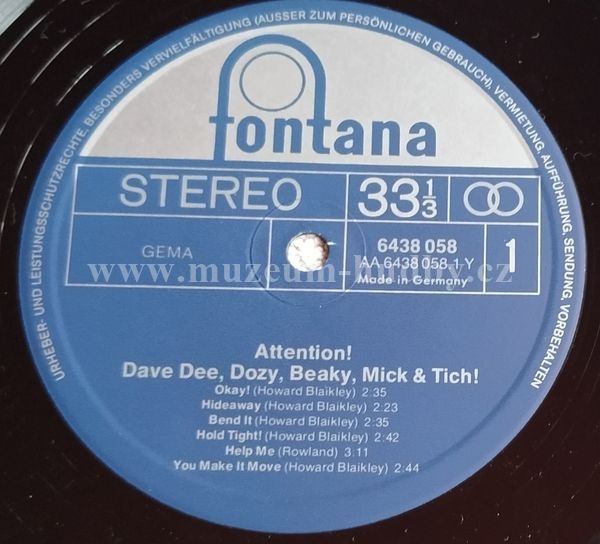 URHEBER- UND LEISTUNGSSCHUTZRECHTE, BESONDERS VERVIELFÄLTIGUNG (AUSSER ZUM PERSÖNLICHEN GEBRAUCH), VERMIETUNG, AUFFÜHRUNG, SENDUNG, VORBEHALTEN
fontana
STEREO 33 1/3
GEMA
6438 058
AA 6438 058·1·Y
Made in Germany
1
www.muzeum-hudby.cz
Attention!
Dave Dee, Dozy, Beaky, Mick & Tich!
Okay! (Howard Blaikley) 2:35
Hideaway (Howard Blaikley) 2:23
Bend It (Howard Blaikley) 2:35
Hold Tight! (Howard Blaikley) 2:42
Help Me (Rowland) 3:11
You Make It Move (Howard Blaikley) 2:44